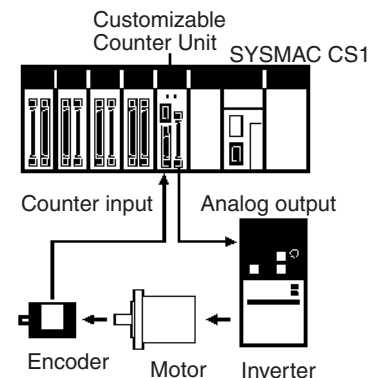 Customizable
Counter Unit
SYSMAC CS1
Counter input
Analog output
Encoder
Motor
Inverter